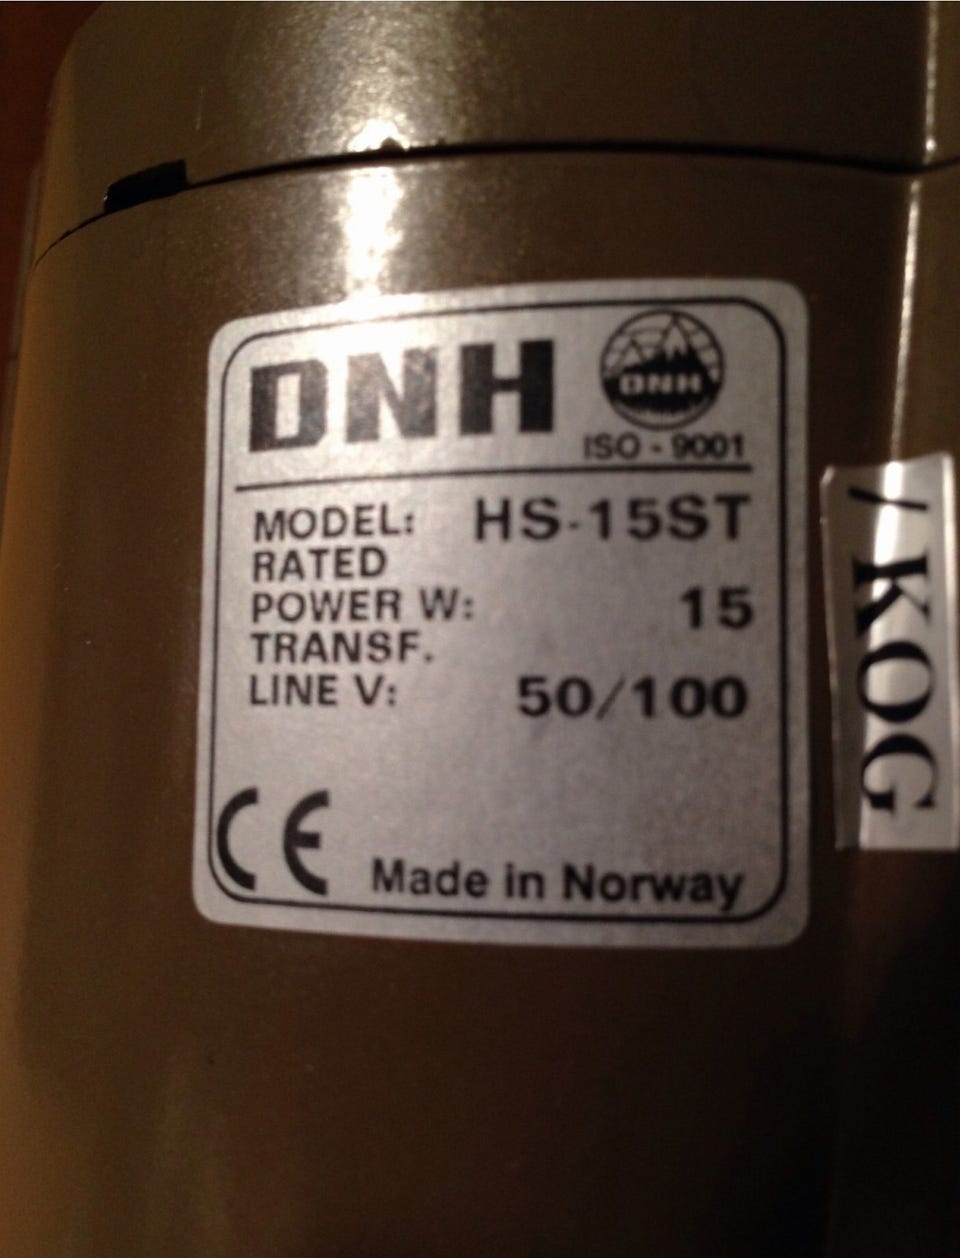 DNH
DNH
ISO - 9001
MODEL: HS-15ST
RATED
POWER W: 15
TRANSF.
LINE V: 50/100
CE Made in Norway
/ KOG